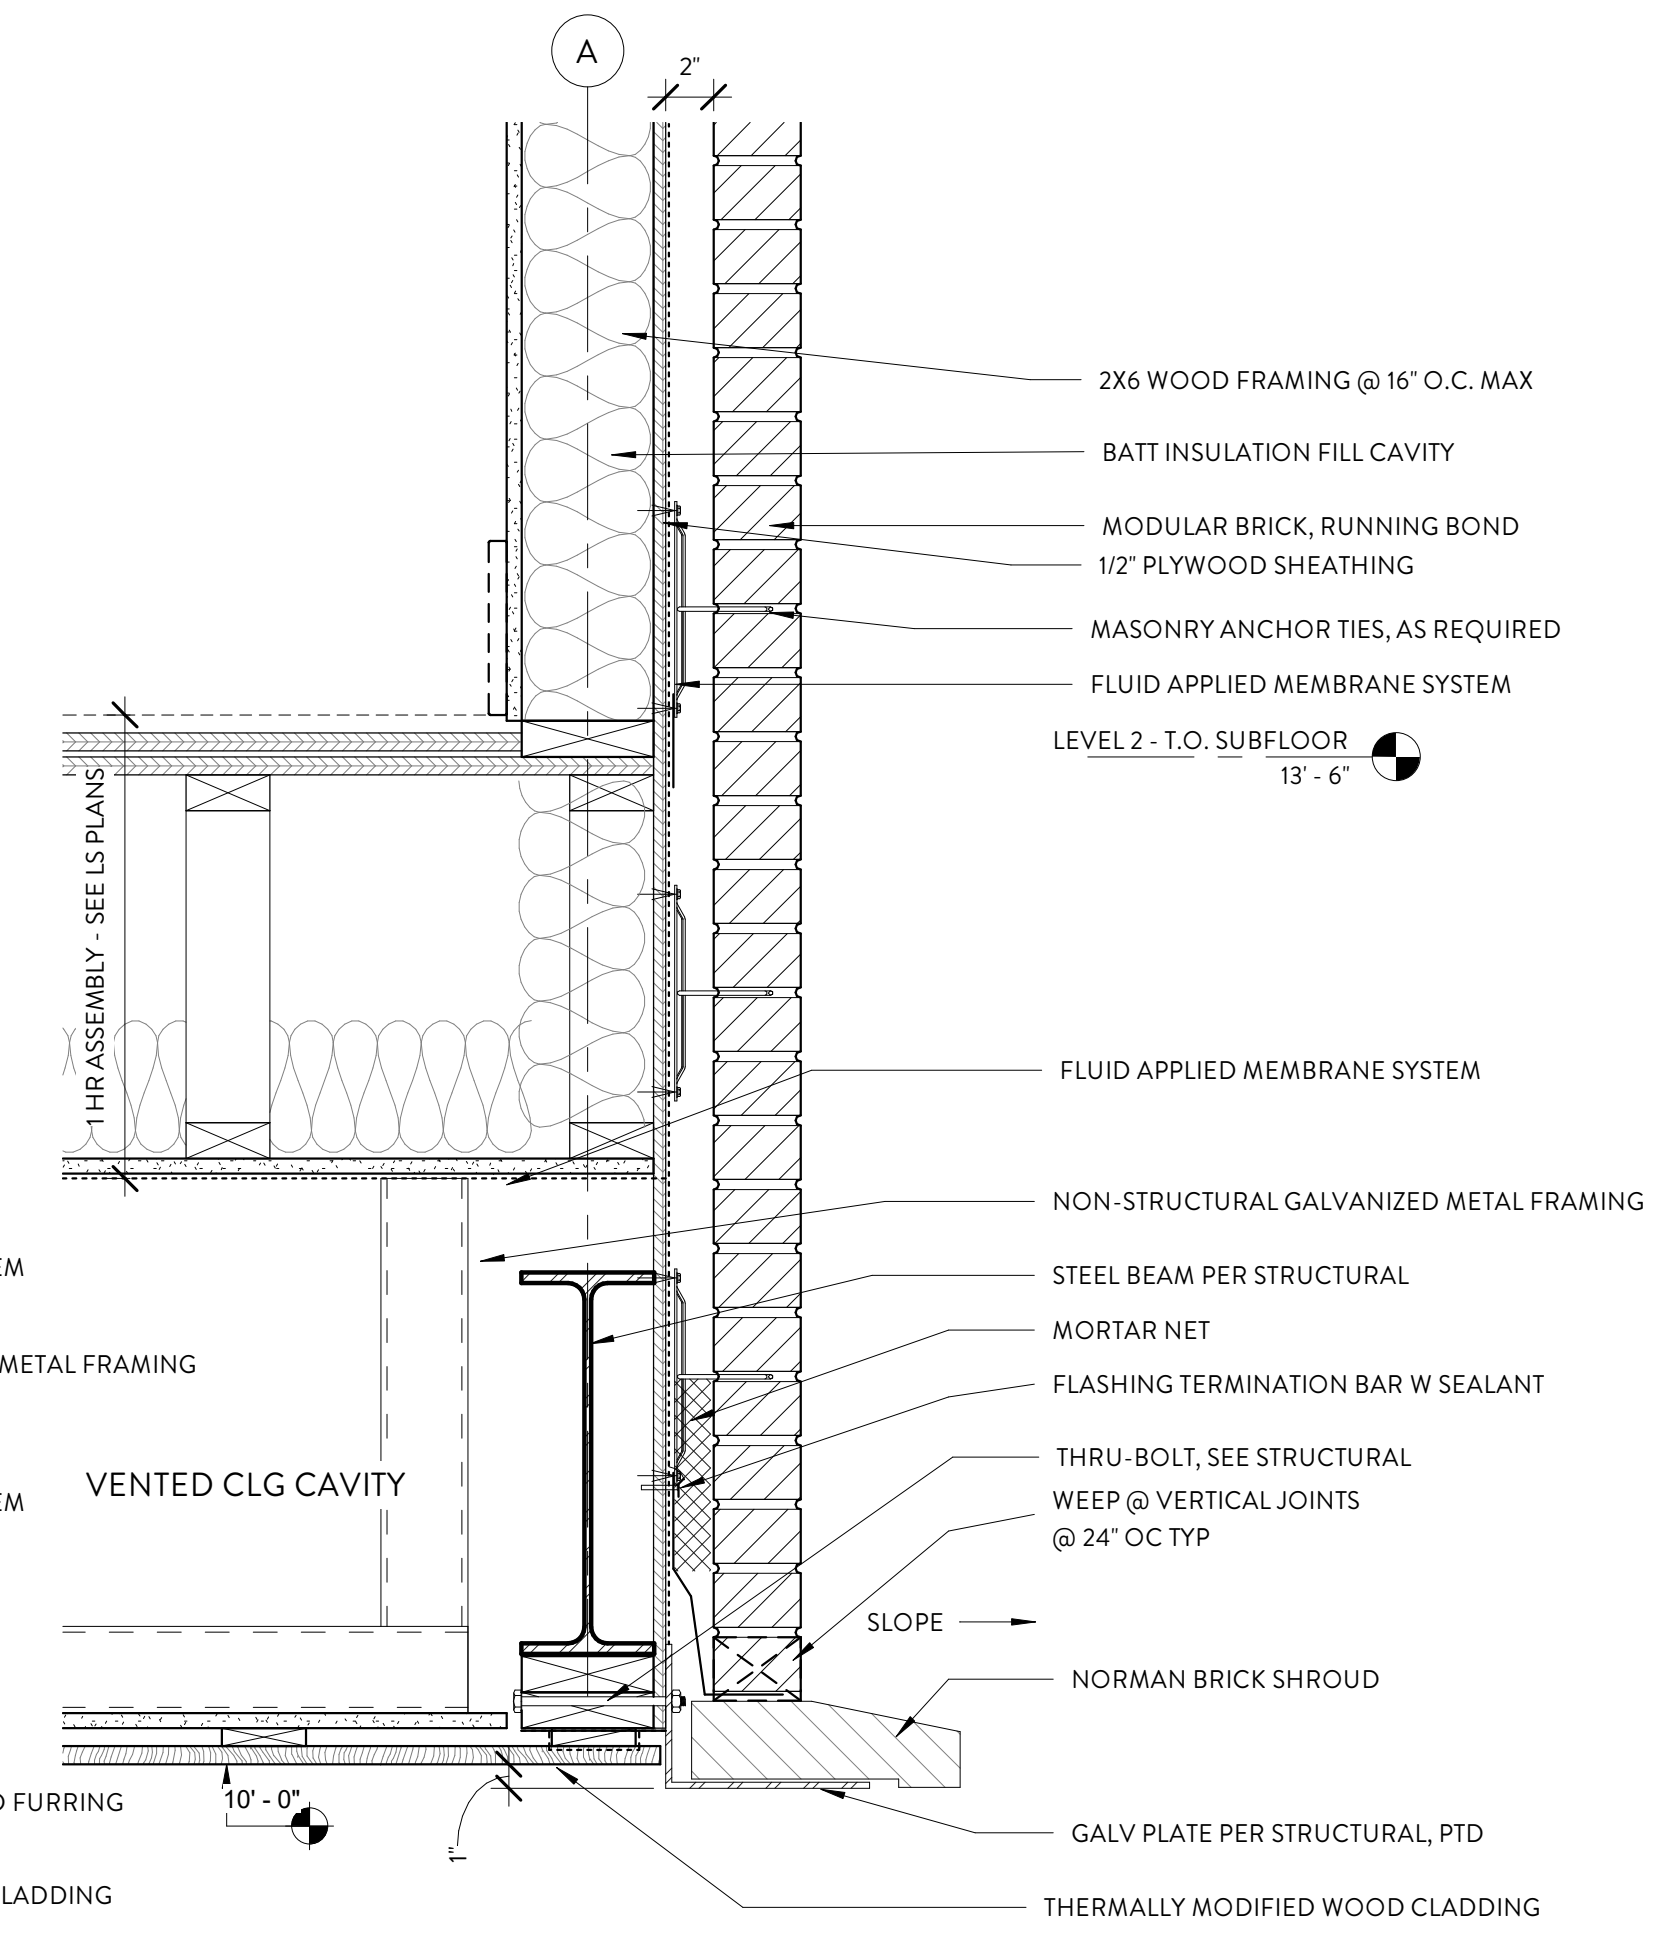 A
2"
2X6 WOOD FRAMING @ 16" O.C. MAX
BATT INSULATION FILL CAVITY
MODULAR BRICK, RUNNING BOND
1/2" PLYWOOD SHEATHING
MASONRY ANCHOR TIES, AS REQUIRED
FLUID APPLIED MEMBRANE SYSTEM
LEVEL 2 - T.O. SUBFLOOR
13' - 6"
1 HR ASSEMBLY - SEE LS PLANS
FLUID APPLIED MEMBRANE SYSTEM
NON-STRUCTURAL GALVANIZED METAL FRAMING
EM
STEEL BEAM PER STRUCTURAL
MORTAR NET
METAL FRAMING
FLASHING TERMINATION BAR W SEALANT
THRU-BOLT, SEE STRUCTURAL
VENTED CLG CAVITY
EM
WEEP @ VERTICAL JOINTS
@ 24" OC TYP
SLOPE
NORMAN BRICK SHROUD
D FURRING
10' - 0"
1"
GALV PLATE PER STRUCTURAL, PTD
LADDING
THERMALLY MODIFIED WOOD CLADDING